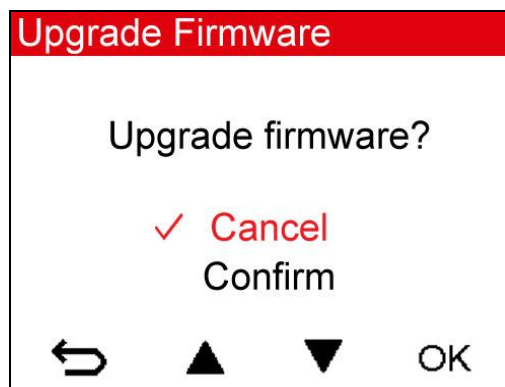 Upgrade Firmware
Upgrade firmware?
✓ Cancel
Confirm
OK